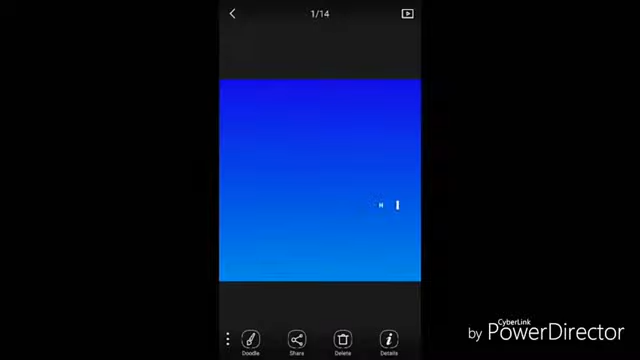 1/14
H I
Doodle Share Delete Details
CyberLink
by PowerDirector